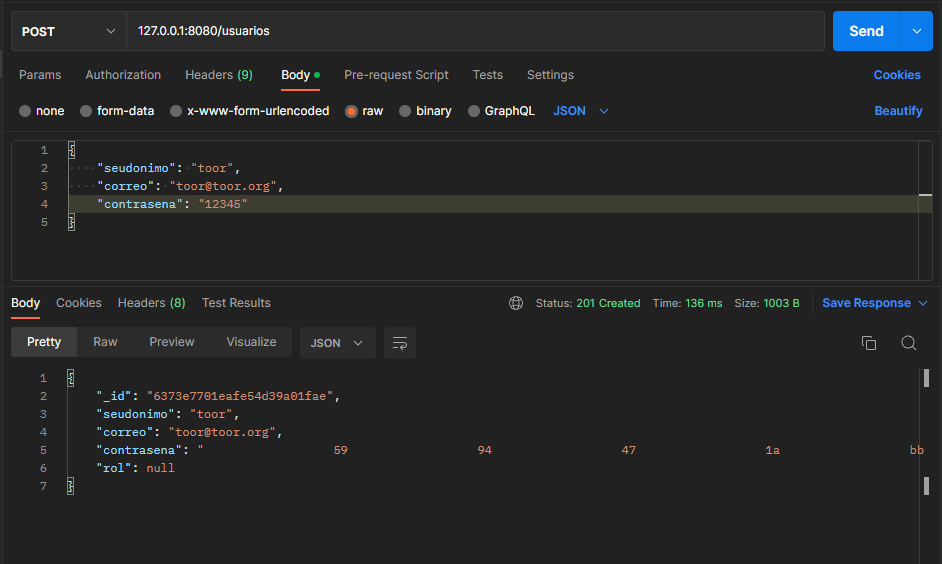 POST 127.0.0.1:8080/usuarios Send
Params Authorization Headers (9) Body Pre-request Script Tests Settings Cookies
none form-data x-www-form-urlencoded raw binary GraphQL JSON Beautify
1 {
2 "seudonimo": "toor",
3 "correo": "toor@toor.org",
4 "contrasena": "12345"
5 }
Body Cookies Headers (8) Test Results Status: 201 Created Time: 136 ms Size: 1003 B Save Response
Pretty Raw Preview Visualize JSON
1 {
2 "_id": "6373e7701eafe54d39a01fae",
3 "seudonimo": "toor",
4 "correo": "toor@toor.org",
5 "contrasena": " 59 94 47 1a bb
6 "rol": null
7 }